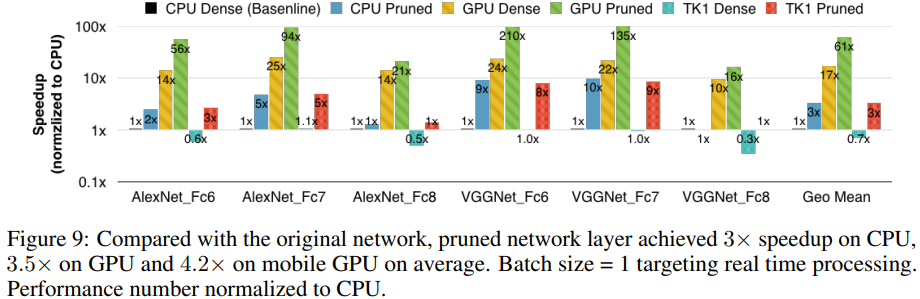 CPU Dense (Basenline) CPU Pruned GPU Dense GPU Pruned TK1 Dense TK1 Pruned
Speedup
(normzlized to CPU)
100x
10x
1x
0.1x
1x 2x 14x 56x 0.6x 3x
1x 5x 25x 94x 1.1x 5x
1x 1x 14x 21x 0.5x 1x
1x 9x 24x 210x 1.0x 8x
1x 10x 22x 135x 1.0x 9x
1x 1x 10x 16x 0.3x 1x
1x 3x 17x 61x 0.7x 3x
AlexNet_Fc6 AlexNet_Fc7 AlexNet_Fc8 VGGNet_Fc6 VGGNet_Fc7 VGGNet_Fc8 Geo Mean
Figure 9: Compared with the original network, pruned network layer achieved 3× speedup on CPU,
3.5× on GPU and 4.2× on mobile GPU on average. Batch size = 1 targeting real time processing.
Performance number normalized to CPU.